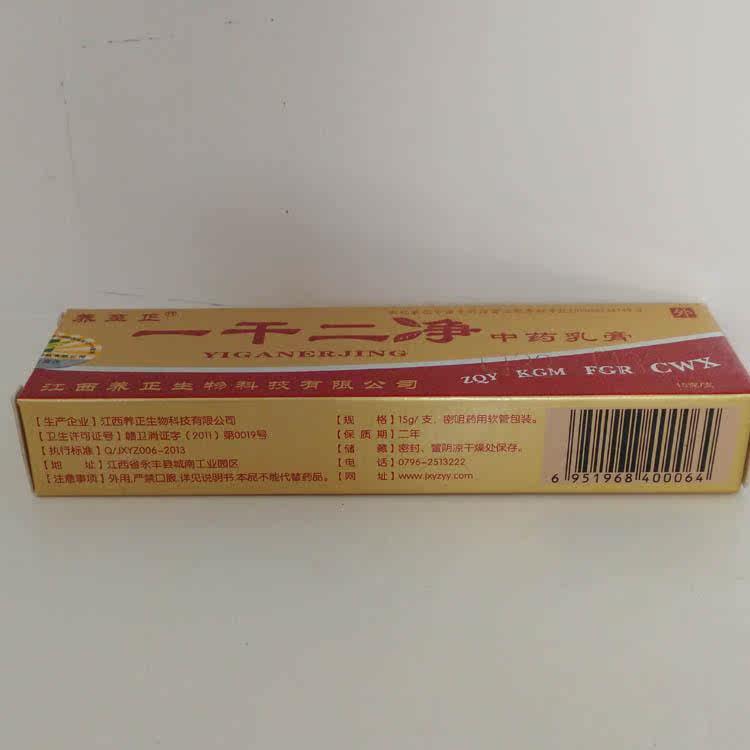 养至正
外
一干二净 中药乳膏
YIGANERJING
ZQY KGM FGR CWX
江西养正生物科技有限公司
【生产企业】江西养正生物科技有限公司
【卫生许可证号】赣卫消证字（2011）第0019号
【执行标准】Q/JXYZ006-2013
【地 址】江西省永丰县城南工业园区
【注意事项】外用,严禁口服,详见说明书.本品不能代替药品。
【规 格】15g/支，密咀药用软管包装。
【保 质 期】二年
【储 藏】密封、置阴凉干燥处保存。
【电 话】0796-2513222
【网 址】www.jxyzyy.com
6 951968 400064